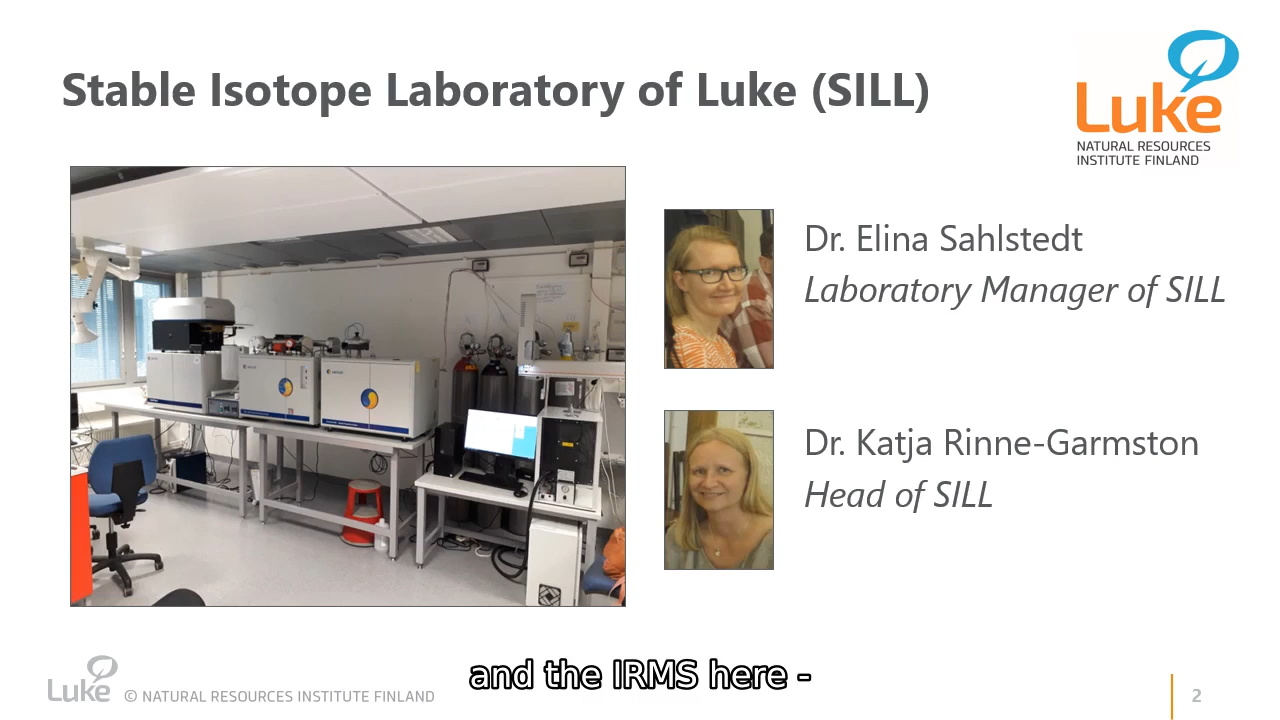 Stable Isotope Laboratory of Luke (SILL)
Luke
NATURAL RESOURCES
INSTITUTE FINLAND
Dr. Elina Sahlstedt
Laboratory Manager of SILL
Dr. Katja Rinne-Garmston
Head of SILL
and the IRMS here -
Luke © NATURAL RESOURCES INSTITUTE FINLAND
2